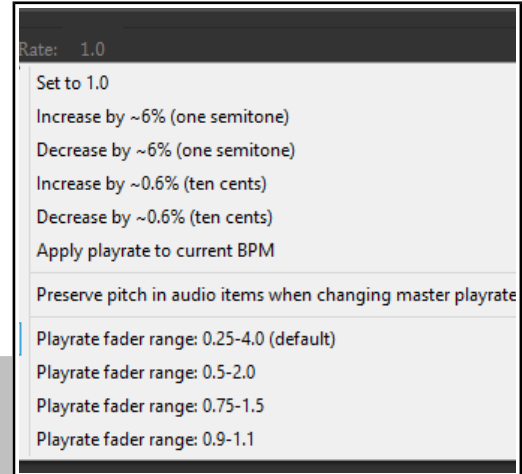 Rate: 1.0
Set to 1.0
Increase by ~6% (one semitone)
Decrease by ~6% (one semitone)
Increase by ~0.6% (ten cents)
Decrease by ~0.6% (ten cents)
Apply playrate to current BPM
Preserve pitch in audio items when changing master playrate
Playrate fader range: 0.25-4.0 (default)
Playrate fader range: 0.5-2.0
Playrate fader range: 0.75-1.5
Playrate fader range: 0.9-1.1